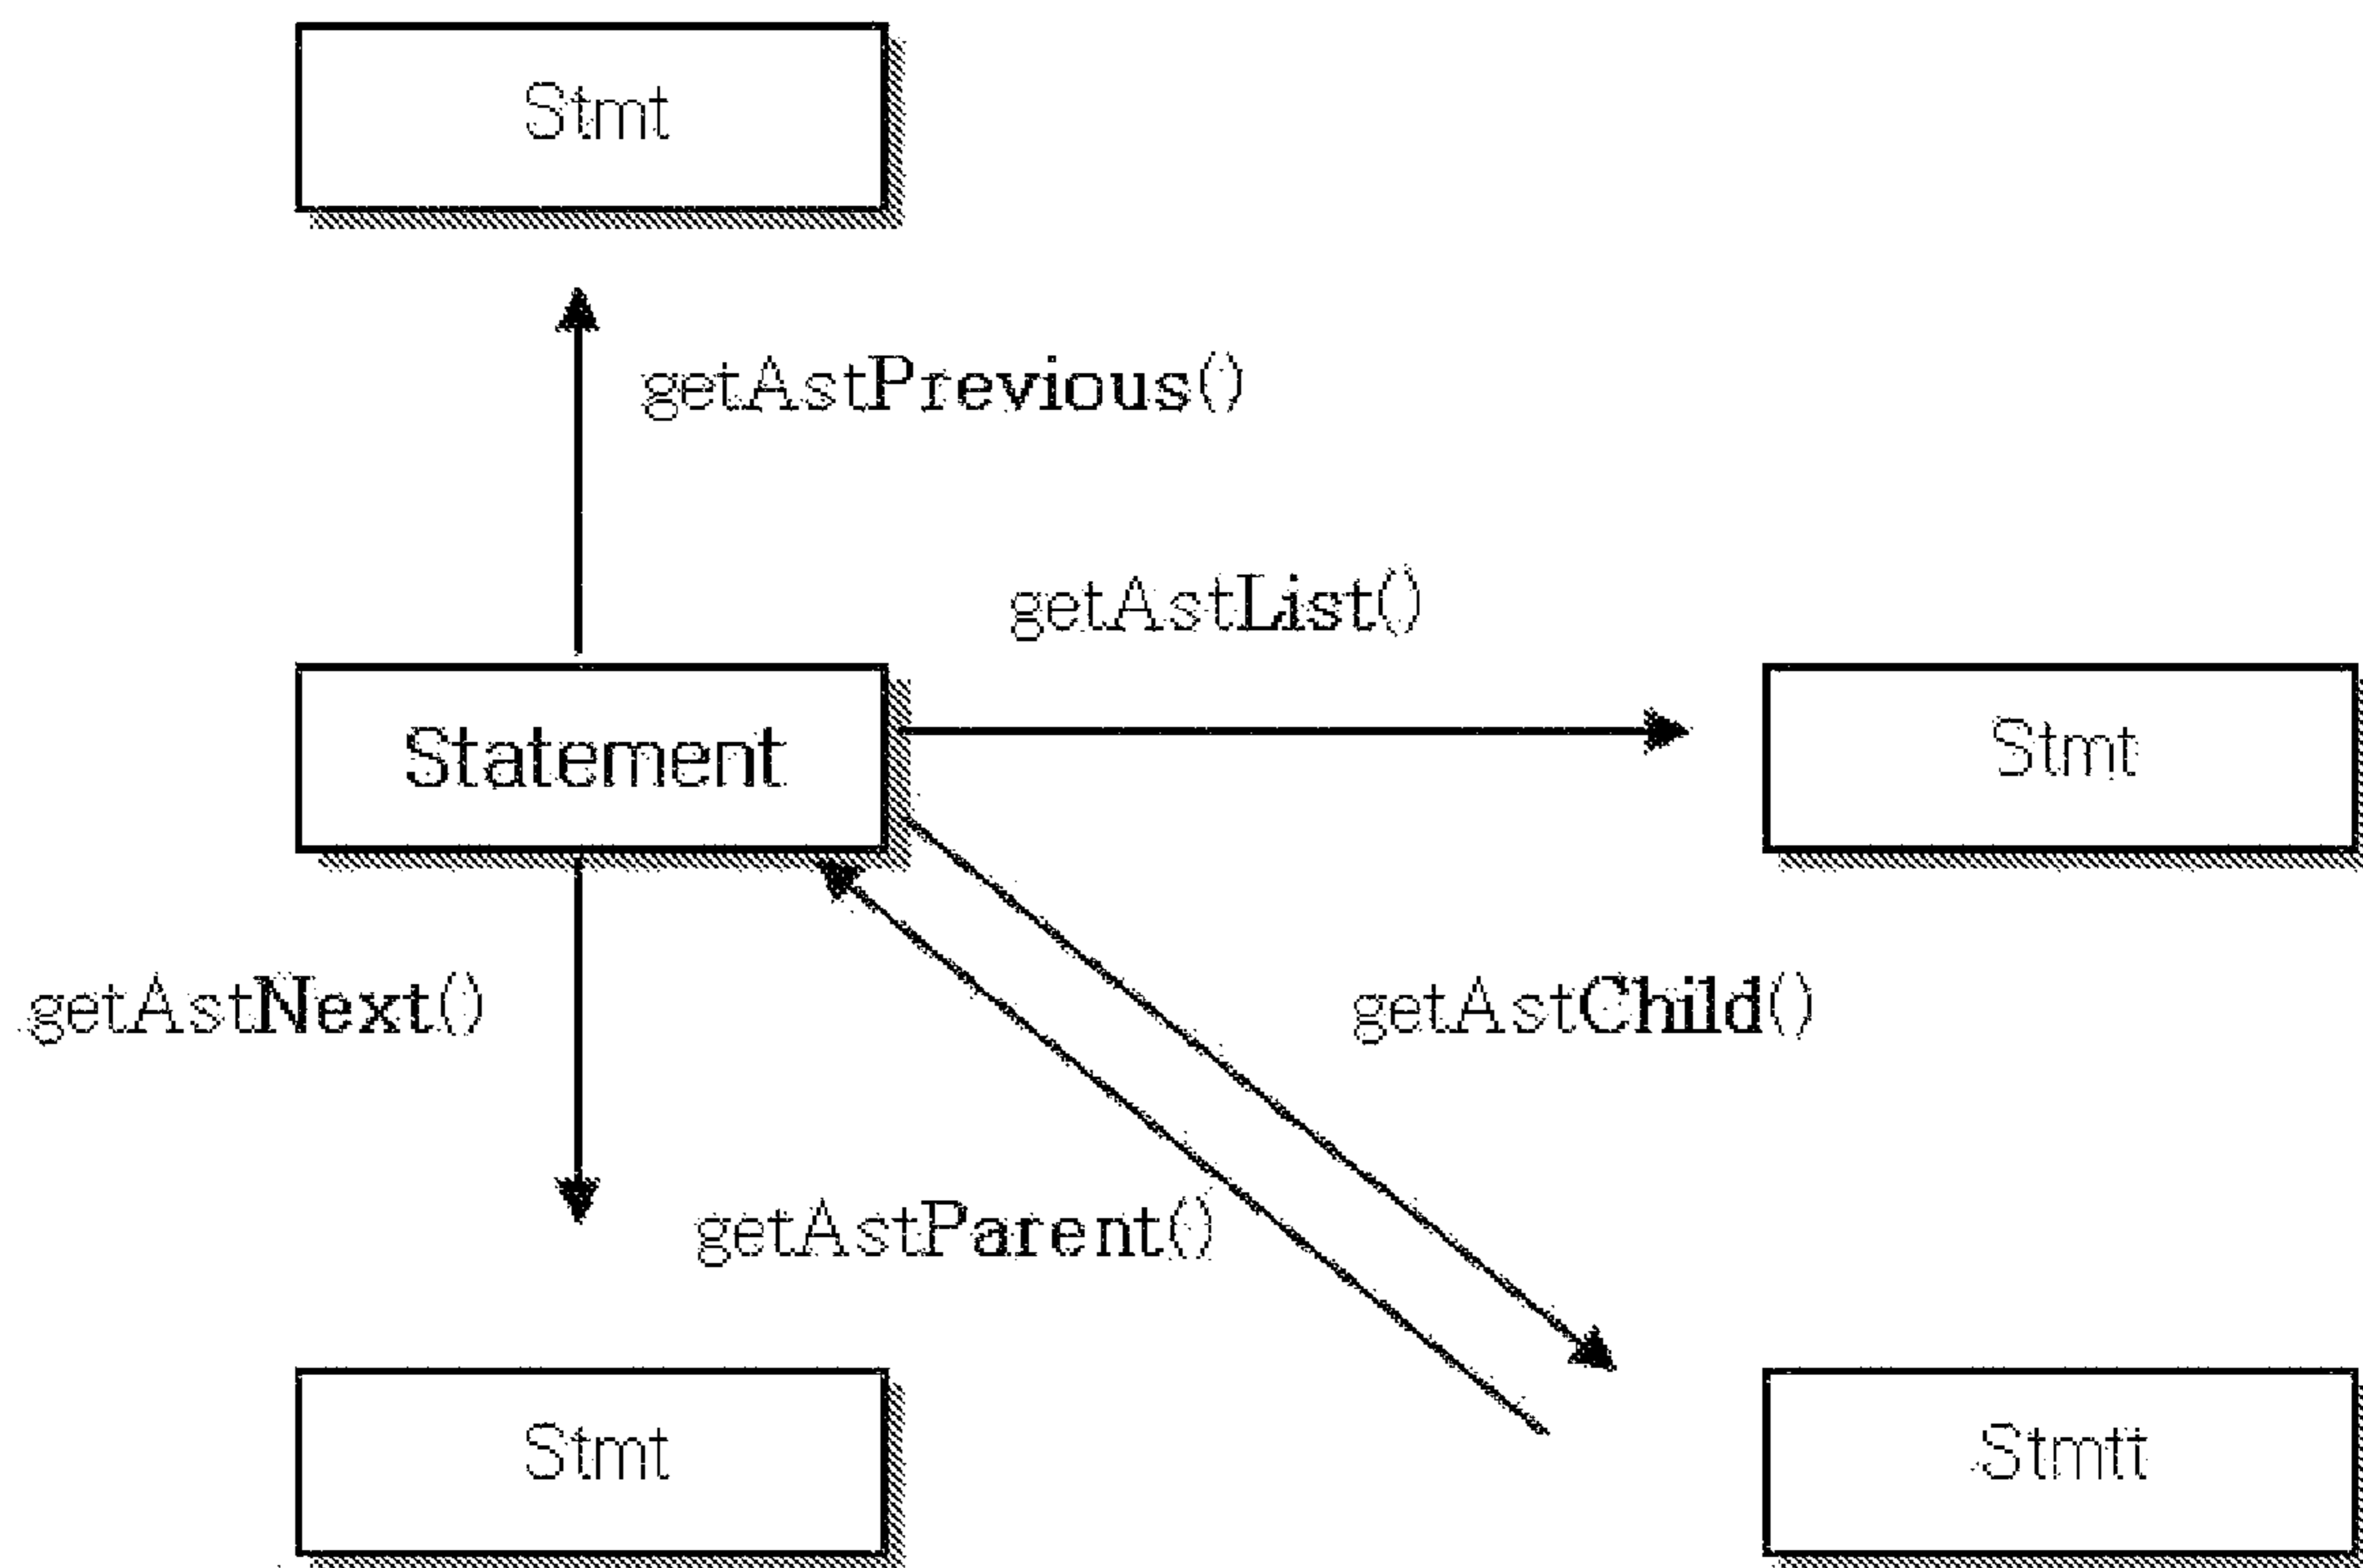 Stmt
getAstPrevious()
getAstList()
Statement
Stmt
getAstNext()
getAstChild()
getAstParent()
Stmt
Stmtt